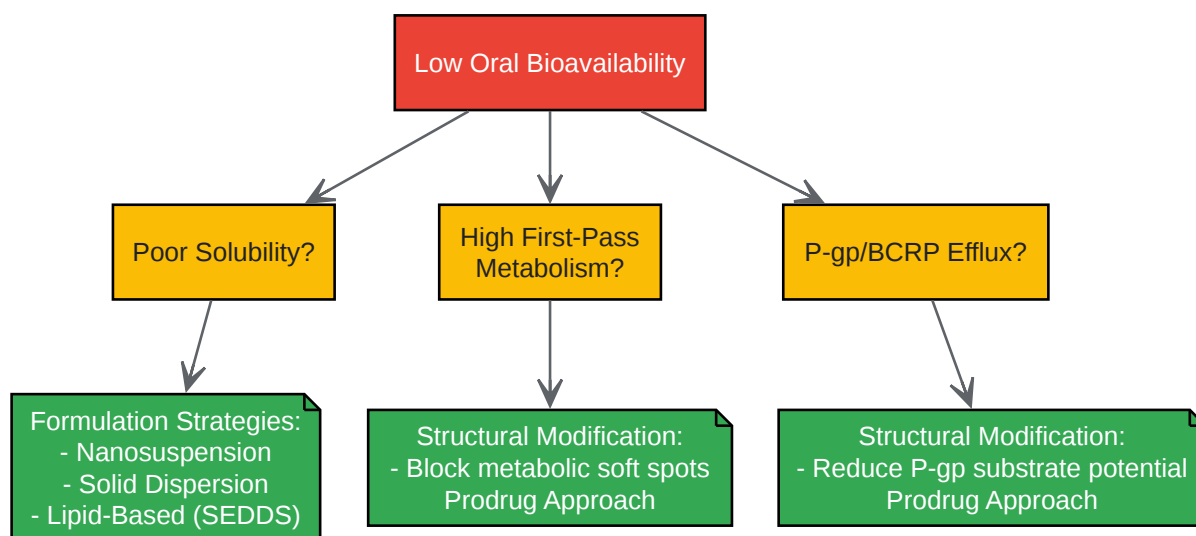 Low Oral Bioavailability
Poor Solubility?
High First-Pass
Metabolism?
P-gp/BCRP Efflux?
Formulation Strategies:
- Nanosuspension
- Solid Dispersion
- Lipid-Based (SEDDS)
Structural Modification:
- Block metabolic soft spots
Prodrug Approach
Structural Modification:
- Reduce P-gp substrate potential
Prodrug Approach